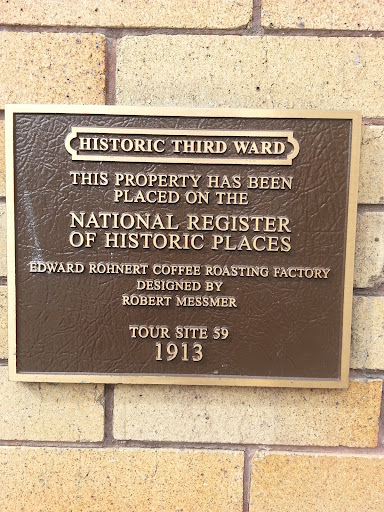 HISTORIC THIRD WARD
THIS PROPERTY HAS BEEN
PLACED ON THE
NATIONAL REGISTER
OF HISTORIC PLACES
EDWARD ROHNERT COFFEE ROASTING FACTORY
DESIGNED BY
ROBERT MESSMER
TOUR SITE 59
1913